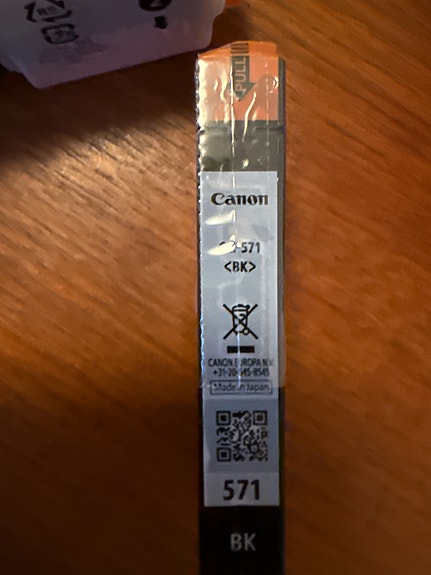 PULL
Canon
-571
<BK>
CANON EUROPA N.V.
+31-20-545-8545
Made in Japan
571
BK